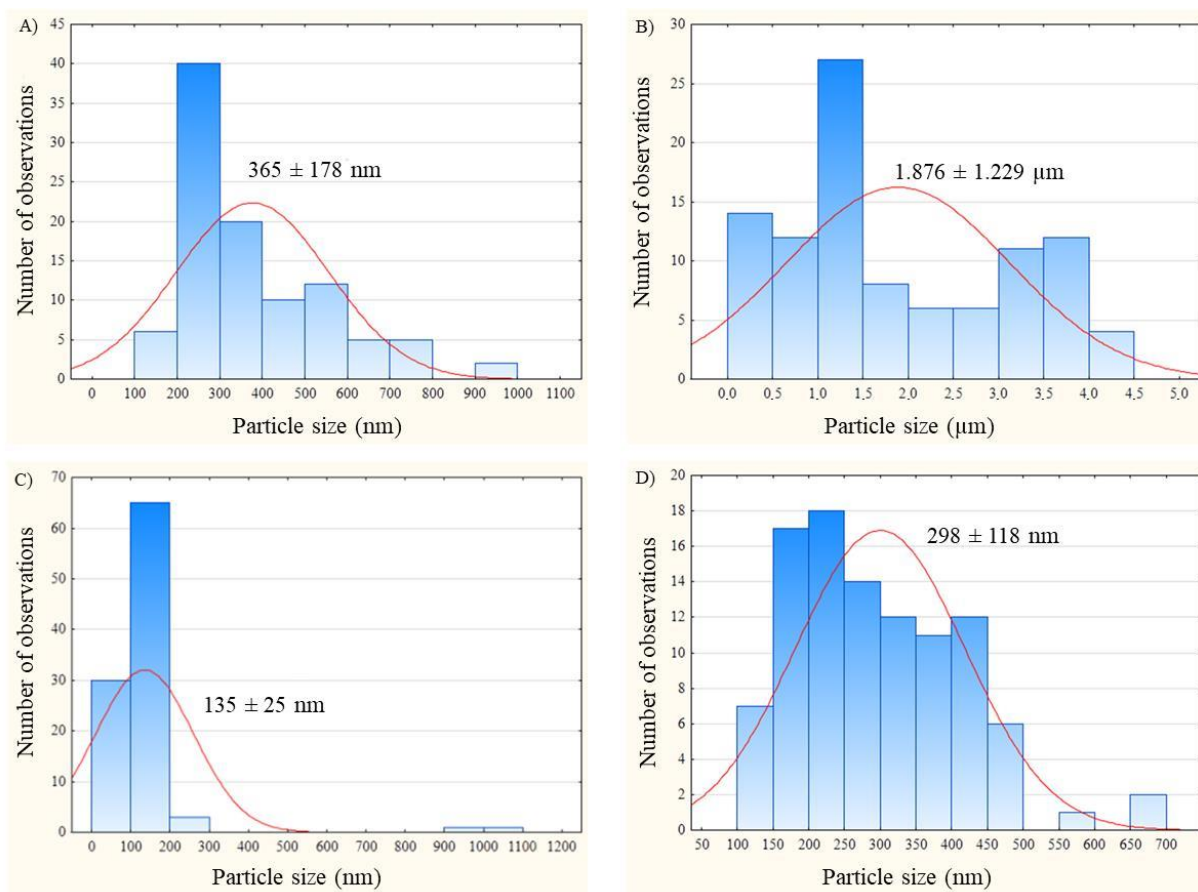 A)
45
40
35
30
25
20
15
10
5
0
Number of observations
365 ± 178 nm
0 100 200 300 400 500 600 700 800 900 1000 1100
Particle size (nm)
B)
30
25
20
15
10
5
0
Number of observations
1.876 ± 1.229 μm
0.0 0.5 1.0 1.5 2.0 2.5 3.0 3.5 4.0 4.5 5.0
Particle size (μm)
C)
70
60
50
40
30
20
10
0
Number of observations
135 ± 25 nm
0 100 200 300 400 500 600 700 800 900 1000 1100 1200
Particle size (nm)
D)
20
18
16
14
12
10
8
6
4
2
0
Number of observations
298 ± 118 nm
50 100 150 200 250 300 350 400 450 500 550 600 650 700
Particle size (nm)